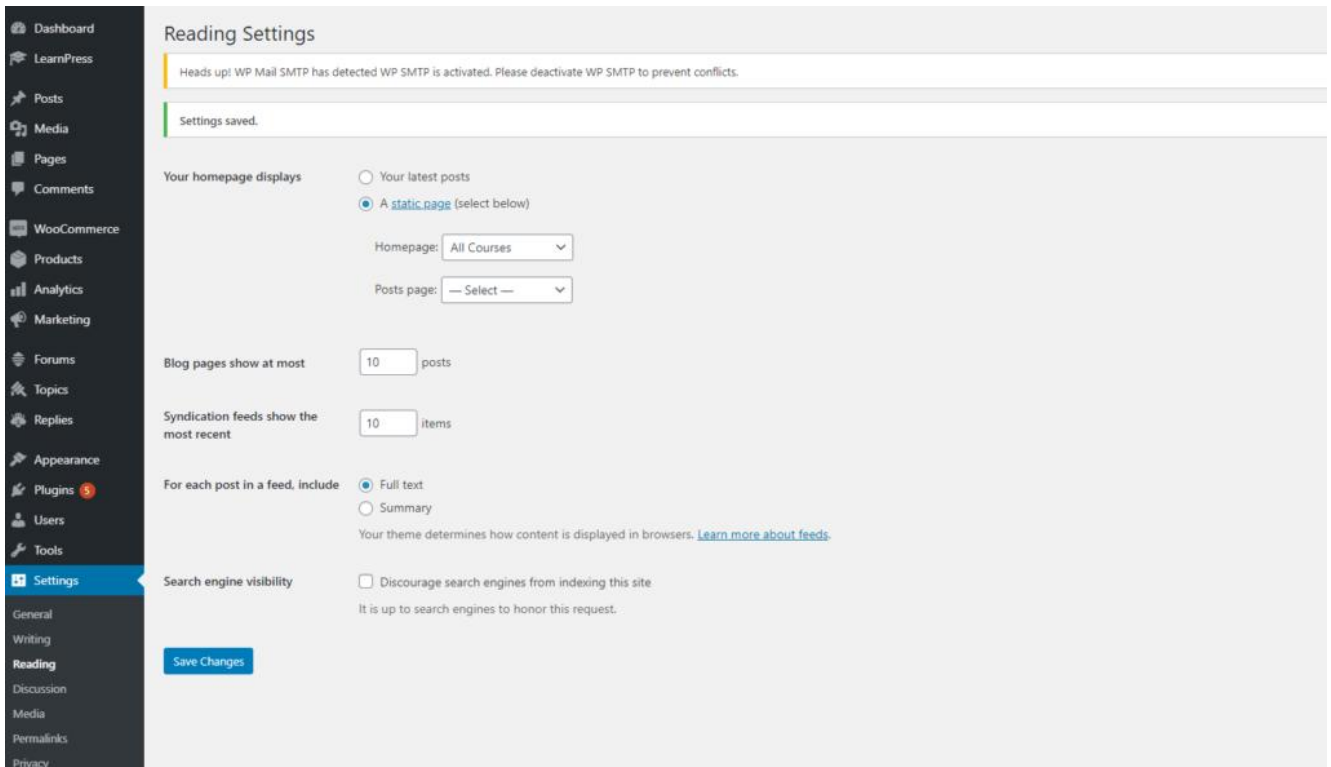 Dashboard
LearnPress
Posts
Media
Pages
Comments
WooCommerce
Products
Analytics
Marketing
Forums
Topics
Replies
Appearance
Plugins 5
Users
Tools
Settings
General
Writing
Reading
Discussion
Media
Permalinks
Privacy
Reading Settings
Heads up! WP Mail SMTP has detected WP SMTP is activated. Please deactivate WP SMTP to prevent conflicts.
Settings saved.
Your homepage displays
Your latest posts
A static page (select below)
Homepage: All Courses
Posts page: — Select —
Blog pages show at most 10 posts
Syndication feeds show the
most recent
10 items
For each post in a feed, include
Full text
Summary
Your theme determines how content is displayed in browsers. Learn more about feeds.
Search engine visibility
Discourage search engines from indexing this site
It is up to search engines to honor this request.
Save Changes